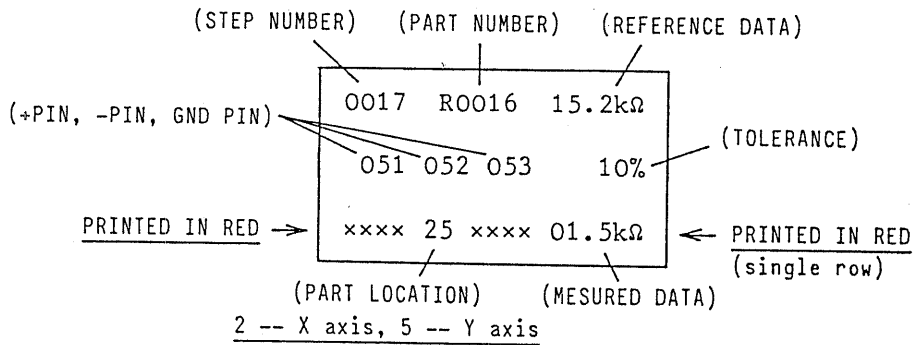 (STEP NUMBER) (PART NUMBER) (REFERENCE DATA)
0017 R0016 15.2kΩ
(+PIN, -PIN, GND PIN)
051 052 053 10%
(TOLERANCE)
PRINTED IN RED → ×××× 25 ×××× 01.5kΩ ← PRINTED IN RED
(single row)
(PART LOCATION) (MESURED DATA)
2 -- X axis, 5 -- Y axis